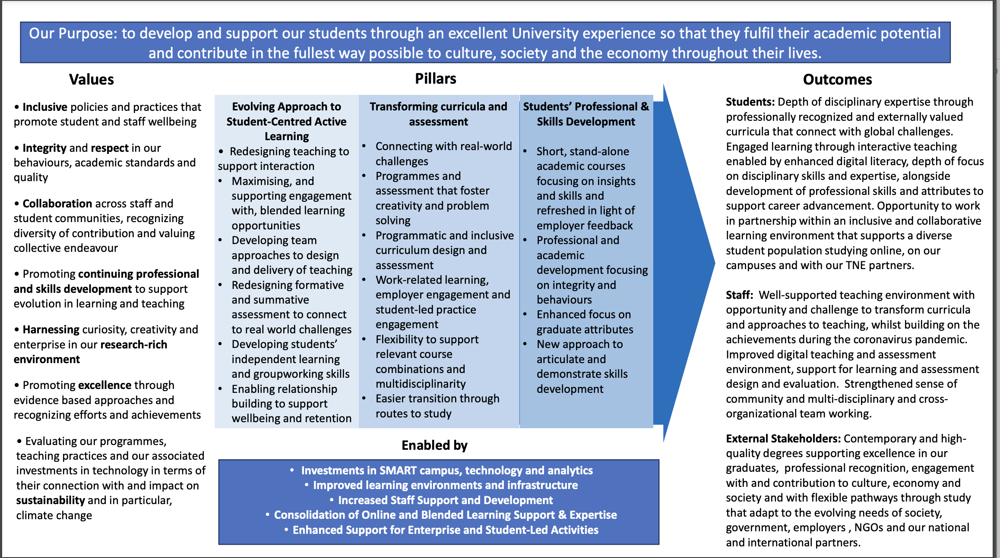 Our Purpose: to develop and support our students through an excellent University experience so that they fulfil their academic potential
and contribute in the fullest way possible to culture, society and the economy throughout their lives.
Values
• Inclusive policies and practices that
promote student and staff wellbeing
• Integrity and respect in our
behaviours, academic standards and
quality
• Collaboration across staff and
student communities, recognizing
diversity of contribution and valuing
collective endeavour
• Promoting continuing professional
and skills development to support
evolution in learning and teaching
• Harnessing curiosity, creativity and
enterprise in our research-rich
environment
• Promoting excellence through
evidence based approaches and
recognizing efforts and achievements
• Evaluating our programmes,
teaching practices and our associated
investments in technology in terms of
their connection with and impact on
sustainability and in particular,
climate change
Pillars
Evolving Approach to
Student-Centred Active
Learning
• Redesigning teaching to
support interaction
• Maximising, and
supporting engagement
with, blended learning
opportunities
• Developing team
approaches to design
and delivery of teaching
• Redesigning formative
and summative
assessment to connect
to real world challenges
• Developing students’
independent learning
and groupworking skills
• Enabling relationship
building to support
wellbeing and retention
Transforming curricula and
assessment
• Connecting with real-world
challenges
• Programmes and
assessment that foster
creativity and problem
solving
• Programmatic and inclusive
curriculum design and
assessment
• Work-related learning,
employer engagement and
student-led practice
engagement
• Flexibility to support
relevant course
combinations and
multidisciplinarity
• Easier transition through
routes to study
Students’ Professional &
Skills Development
• Short, stand-alone
academic courses
focusing on insights
and skills and
refreshed in light of
employer feedback
• Professional and
academic
development focusing
on integrity and
behaviours
• Enhanced focus on
graduate attributes
• New approach to
articulate and
demonstrate skills
development
Enabled by
• Investments in SMART campus, technology and analytics
• Improved learning environments and infrastructure
• Increased Staff Support and Development
• Consolidation of Online and Blended Learning Support & Expertise
• Enhanced Support for Enterprise and Student-Led Activities
Outcomes
Students: Depth of disciplinary expertise through
professionally recognized and externally valued
curricula that connect with global challenges.
Engaged learning through interactive teaching
enabled by enhanced digital literacy, depth of focus
on disciplinary skills and expertise, alongside
development of professional skills and attributes to
support career advancement. Opportunity to work
in partnership within an inclusive and collaborative
learning environment that supports a diverse
student population studying online, on our
campuses and with our TNE partners.
Staff: Well-supported teaching environment with
opportunity and challenge to transform curricula
and approaches to teaching, whilst building on the
achievements during the coronavirus pandemic.
Improved digital teaching and assessment
environment, support for learning and assessment
design and evaluation. Strengthened sense of
community and multi-disciplinary and cross-
organizational team working.
External Stakeholders: Contemporary and high-
quality degrees supporting excellence in our
graduates, professional recognition, engagement
with and contribution to culture, economy and
society and with flexible pathways through study
that adapt to the evolving needs of society,
government, employers , NGOs and our national
and international partners.